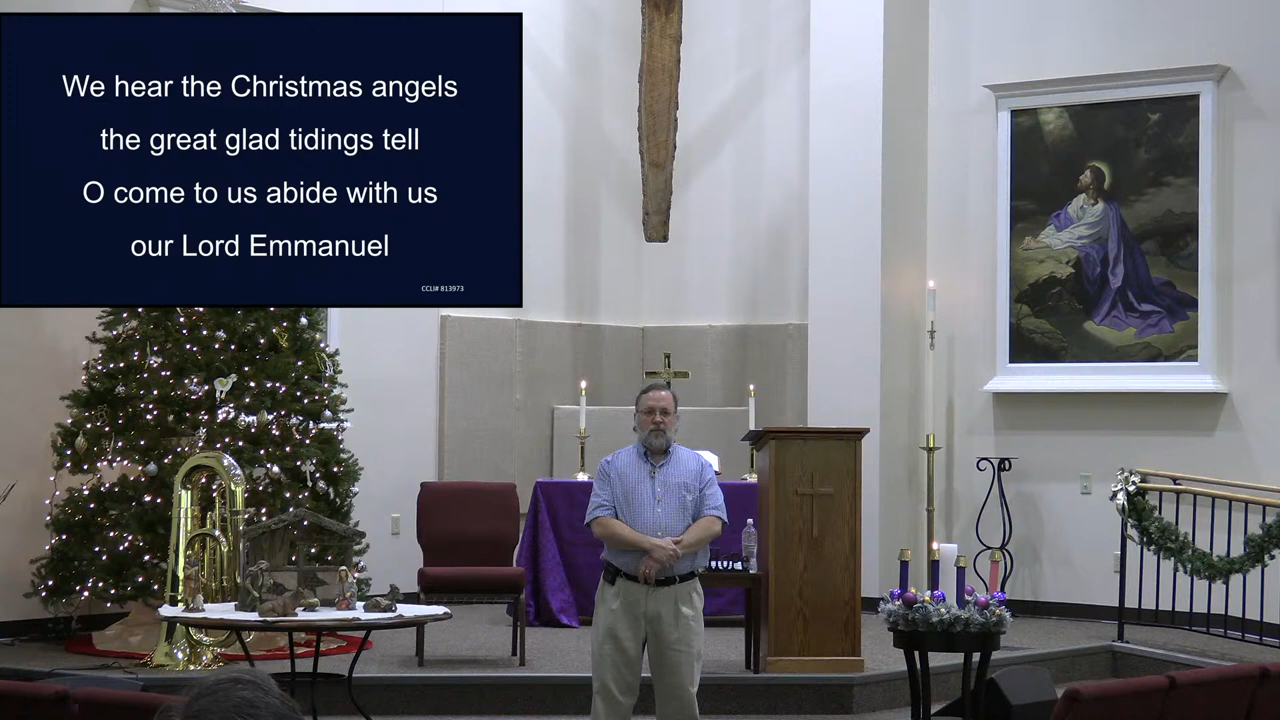 We hear the Christmas angels
the great glad tidings tell
O come to us abide with us
our Lord Emmanuel
CCLI# 813973